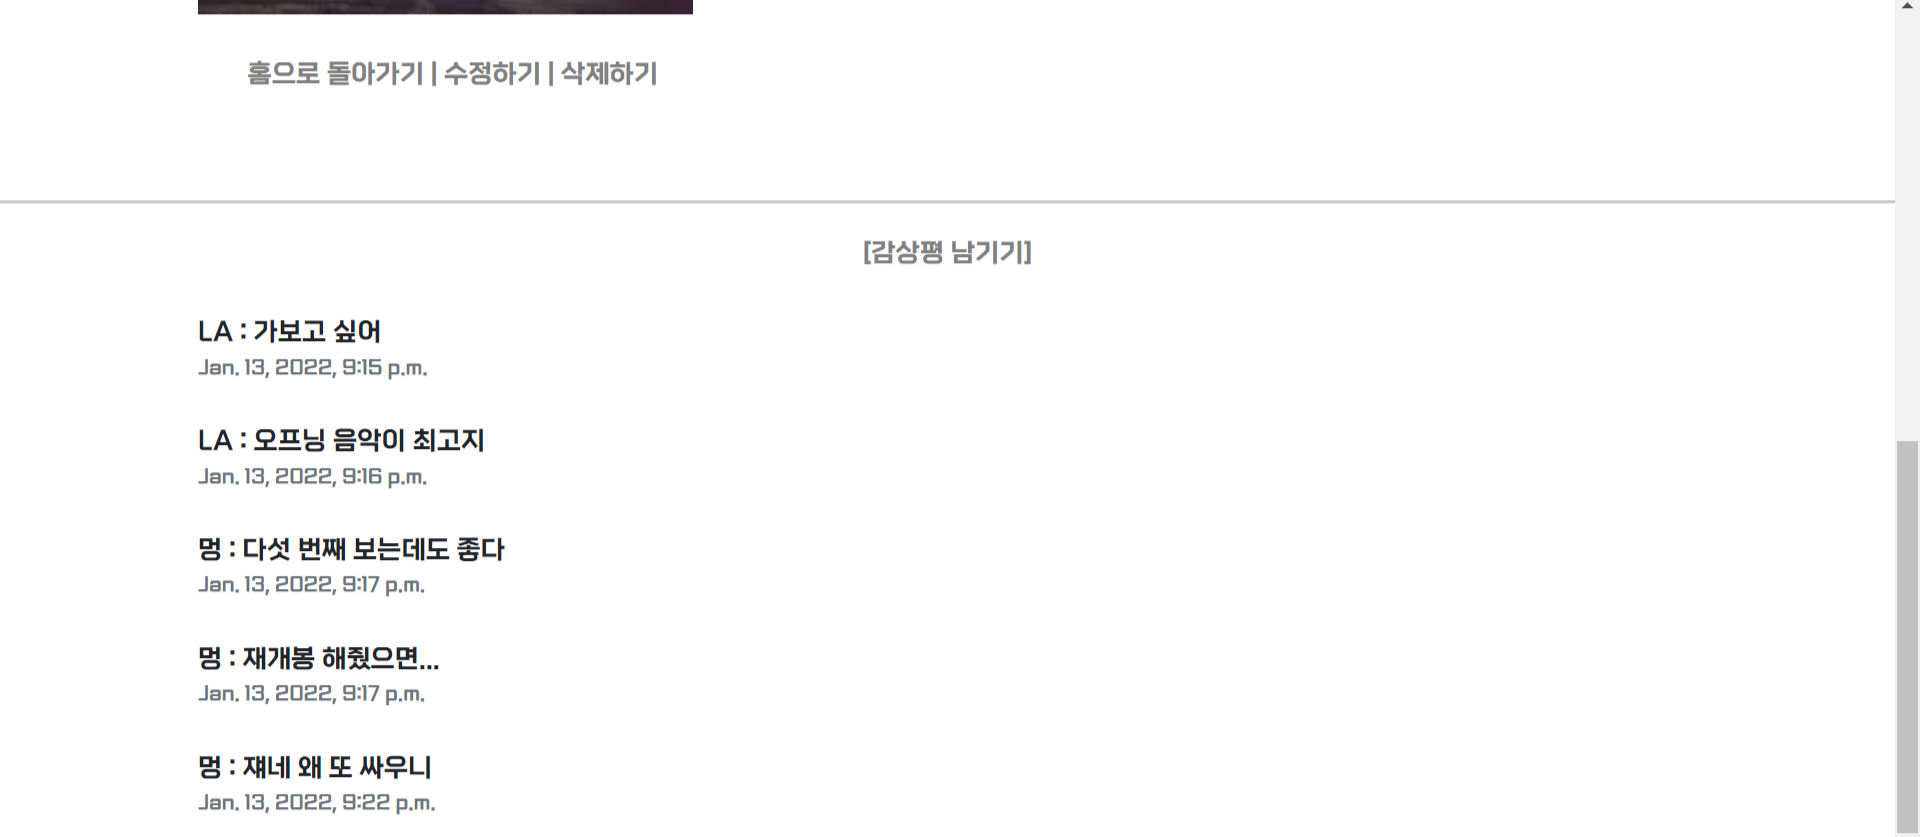 홈으로 돌아가기 | 수정하기 | 삭제하기
[감상평 남기기]
LA : 가보고 싶어
Jan. 13, 2022, 9:15 p.m.
LA : 오프닝 음악이 최고지
Jan. 13, 2022, 9:16 p.m.
멍 : 다섯 번째 보는데도 좋다
Jan. 13, 2022, 9:17 p.m.
멍 : 재개봉 해줬으면...
Jan. 13, 2022, 9:17 p.m.
멍 : 쟤네 왜 또 싸우니
Jan. 13, 2022, 9:22 p.m.